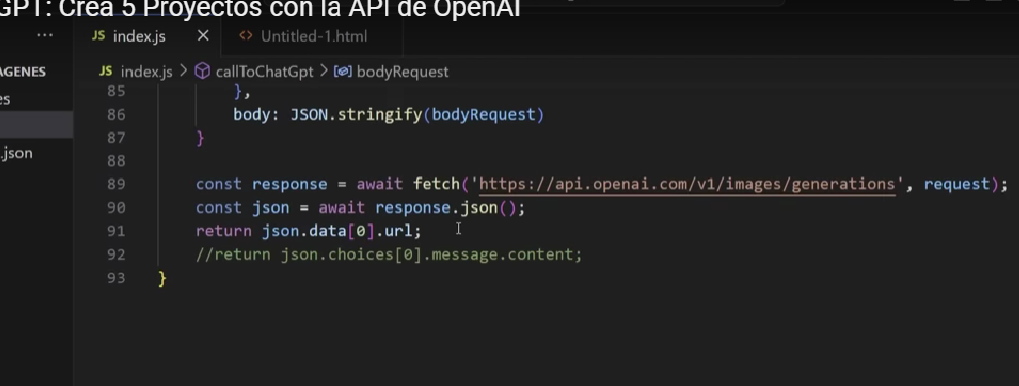 GPT: Crea 5 Proyectos con la API de OpenAI
... JS index.js × <> Untitled-1.html
AGENES JS index.js > callToChatGpt > bodyRequest
es
.json
85 },
86 body: JSON.stringify(bodyRequest)
87 }
88
89 const response = await fetch('https://api.openai.com/v1/images/generations', request);
90 const json = await response.json();
91 return json.data[0].url;
92 //return json.choices[0].message.content;
93 }